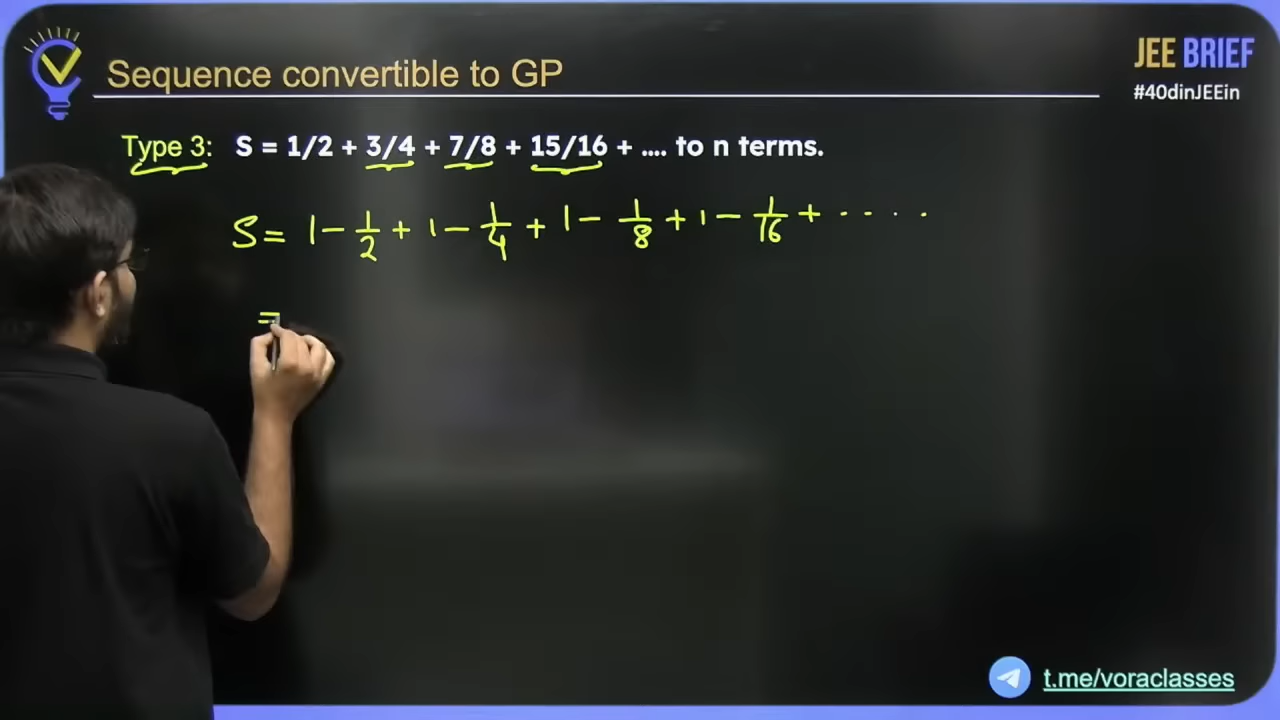 Sequence convertible to GP
JEE BRIEF
#40dinJEEin
Type 3: S = 1/2 + 3/4 + 7/8 + 15/16 + .... to n terms.
S = 1 - 1/2 + 1 - 1/4 + 1 - 1/8 + 1 - 1/16 + ....
=
t.me/voraclasses